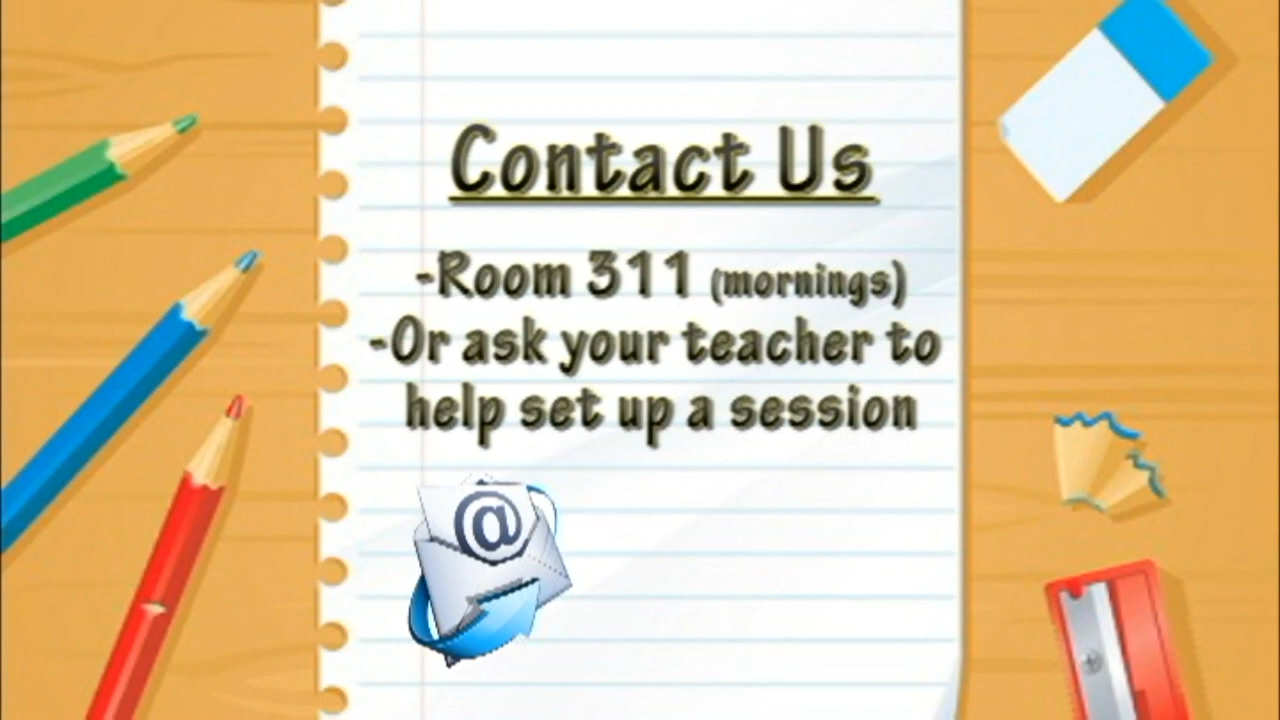 Contact Us
-Room 311 (mornings)
-Or ask your teacher to
help set up a session
@